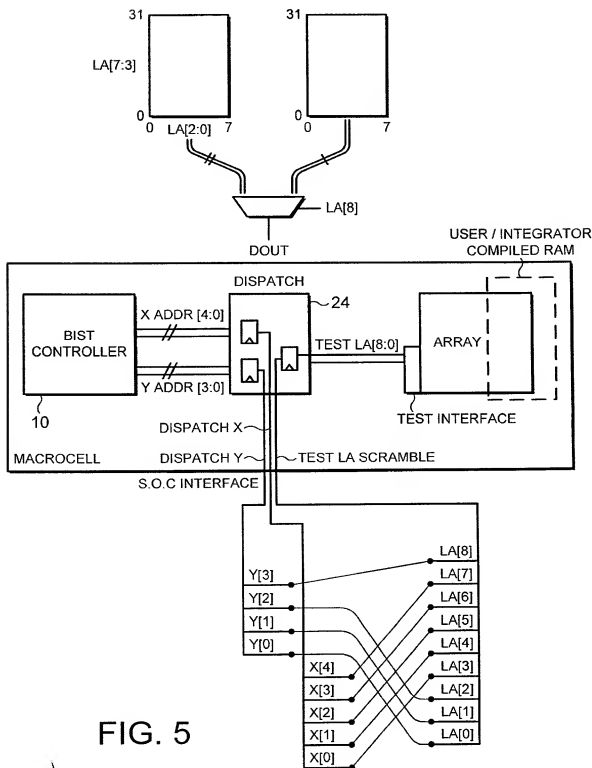 31
31
LA[7:3]
0
0
0
LA[2:0]
7
0
7
LA[8]
DOUT
USER / INTEGRATOR
COMPILED RAM
DISPATCH
24
X ADDR [4:0]
BIST
CONTROLLER
TEST LA[8:0]
ARRAY
Y ADDR [3:0]
10
TEST INTERFACE
DISPATCH X
MACROCELL
DISPATCH Y
TEST LA SCRAMBLE
S.O.C INTERFACE
LA[8]
Y[3]
LA[7]
Y[2]
LA[6]
Y[1]
LA[5]
Y[0]
LA[4]
X[4]
LA[3]
X[3]
LA[2]
X[2]
LA[1]
X[1]
LA[0]
X[0]
FIG. 5